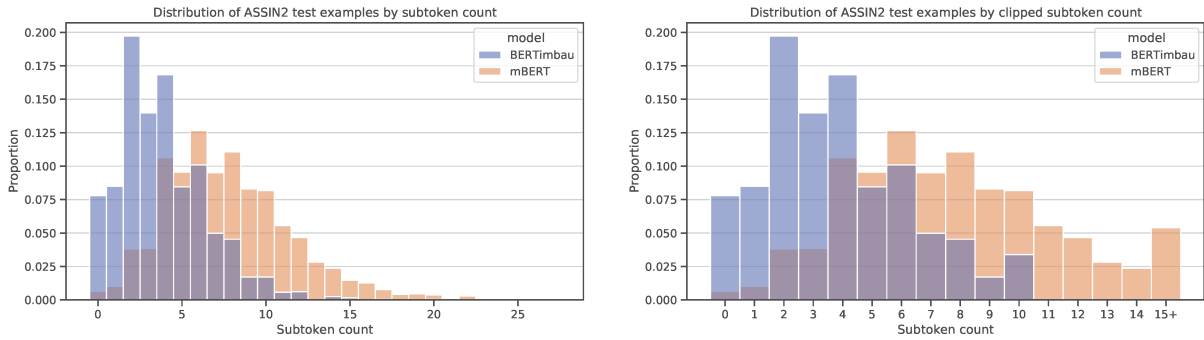 Distribution of ASSIN2 test examples by subtoken count
model
BERTimbau
mBERT
0.200
0.175
0.150
0.125
0.100
0.075
0.050
0.025
0.000
Proportion
0 5 10 15 20 25
Subtoken count
Distribution of ASSIN2 test examples by clipped subtoken count
model
BERTimbau
mBERT
0.200
0.175
0.150
0.125
0.100
0.075
0.050
0.025
0.000
Proportion
0 1 2 3 4 5 6 7 8 9 10 11 12 13 14 15+
Subtoken count